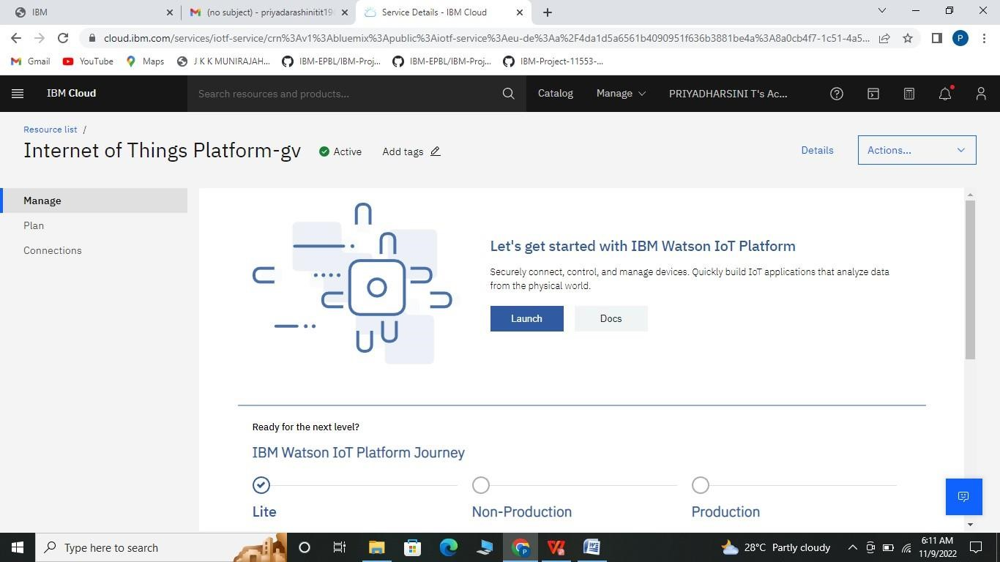 IBM
(no subject) - priyadarashinitit19
Service Details - IBM Cloud
cloud.ibm.com/services/iotf-service/crn%3Av1%3Abluemix%3Apublic%3Aiotf-service%3Aeu-de%3Aa%2F4da1d5a6561b4090951f636b3881be4a%3A8a0cb4f7-1c51-4a5...
P
Gmail
YouTube
Maps
J K K MUNIRAJAH...
IBM-EPBL/IBM-Proj...
IBM-EPBL/IBM-Proj...
IBM-Project-11553-...
IBM Cloud
Search resources and products...
Catalog
Manage
PRIYADHARSINI T's Ac...
Resource list /
Internet of Things Platform-gv
Active
Add tags
Details
Actions...
Manage
Plan
Connections
Let's get started with IBM Watson IoT Platform
Securely connect, control, and manage devices. Quickly build IoT applications that analyze data
from the physical world.
Launch
Docs
Ready for the next level?
IBM Watson IoT Platform Journey
Lite
Non-Production
Production
Type here to search
28°C Partly cloudy
6:11 AM
11/9/2022